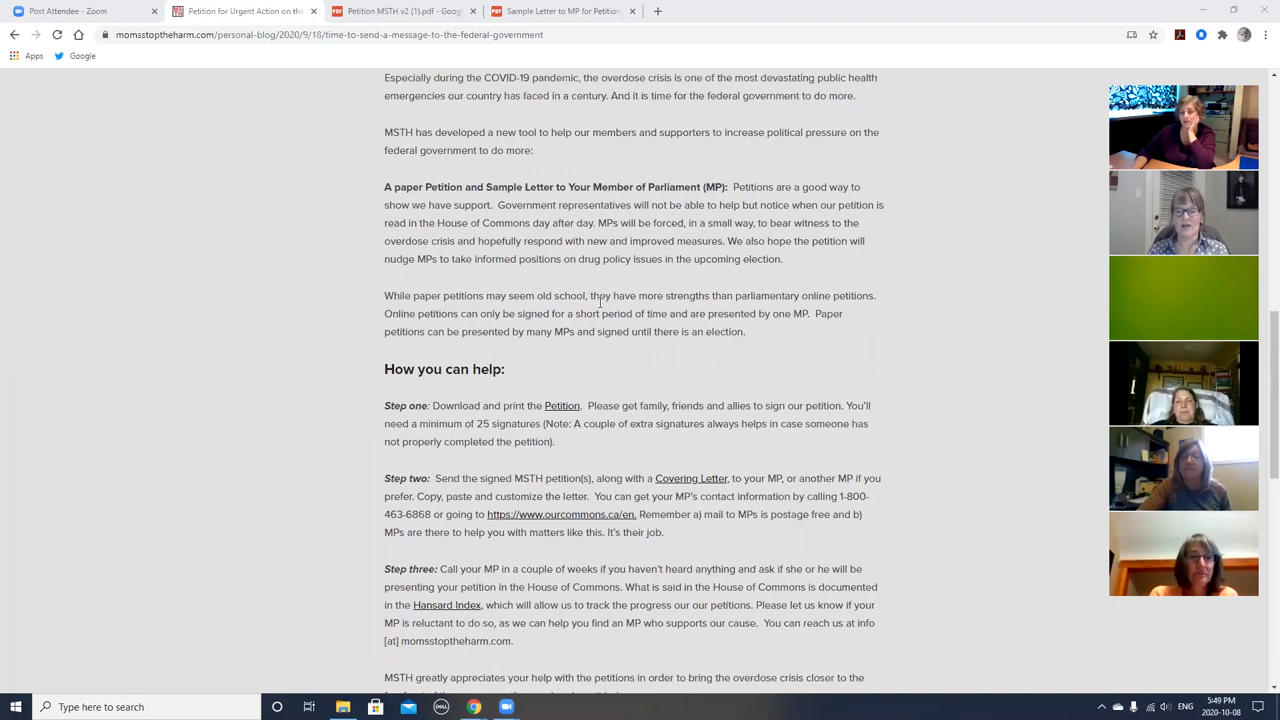 Post Attendee - Zoom
Petition for Urgent Action on the
Petition MSTH v2 (1).pdf - Goog
Sample Letter to MP for Petition
momsstoptheharm.com/personal-blog/2020/9/18/time-to-send-a-message-to-the-federal-government
Apps
Google
Especially during the COVID-19 pandemic, the overdose crisis is one of the most devastating public health
emergencies our country has faced in a century. And it is time for the federal government to do more.
MSTH has developed a new tool to help our members and supporters to increase political pressure on the
federal government to do more:
A paper Petition and Sample Letter to Your Member of Parliament (MP): Petitions are a good way to
show we have support. Government representatives will not be able to help but notice when our petition is
read in the House of Commons day after day. MPs will be forced, in a small way, to bear witness to the
overdose crisis and hopefully respond with new and improved measures. We also hope the petition will
nudge MPs to take informed positions on drug policy issues in the upcoming election.
While paper petitions may seem old school, they have more strengths than parliamentary online petitions.
Online petitions can only be signed for a short period of time and are presented by one MP. Paper
petitions can be presented by many MPs and signed until there is an election.
How you can help:
Step one: Download and print the Petition. Please get family, friends and allies to sign our petition. You'll
need a minimum of 25 signatures (Note: A couple of extra signatures always helps in case someone has
not properly completed the petition).
Step two: Send the signed MSTH petition(s), along with a Covering Letter, to your MP, or another MP if you
prefer. Copy, paste and customize the letter. You can get your MP's contact information by calling 1-800-
463-6868 or going to https://www.ourcommons.ca/en. Remember a) mail to MPs is postage free and b)
MPs are there to help you with matters like this. It's their job.
Step three: Call your MP in a couple of weeks if you haven't heard anything and ask if she or he will be
presenting your petition in the House of Commons. What is said in the House of Commons is documented
in the Hansard Index, which will allow us to track the progress our our petitions. Please let us know if your
MP is reluctant to do so, as we can help you find an MP who supports our cause. You can reach us at info
[at] momsstoptheharm.com.
MSTH greatly appreciates your help with the petitions in order to bring the overdose crisis closer to the
Type here to search
DELL
5:49 PM
2020-10-08